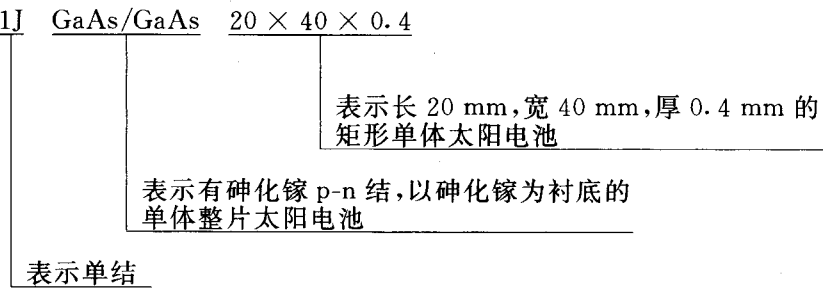 1J GaAs/GaAs 20 × 40 × 0.4
表示长 20 mm,宽 40 mm,厚 0.4 mm 的
矩形单体太阳电池
表示有砷化镓 p-n 结,以砷化镓为衬底的
单体整片太阳电池
表示单结